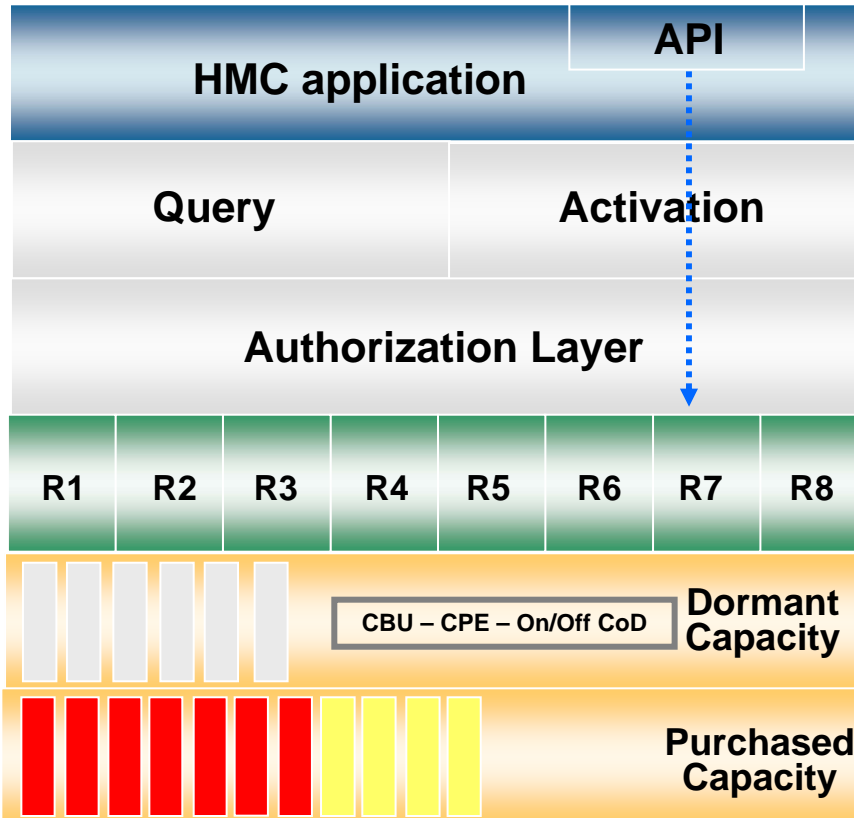 API
HMC application
Query
Activation
Authorization Layer
R1
R2
R3
R4
R5
R6
R7
R8
CBU – CPE – On/Off CoD
Dormant
Capacity
Purchased
Capacity